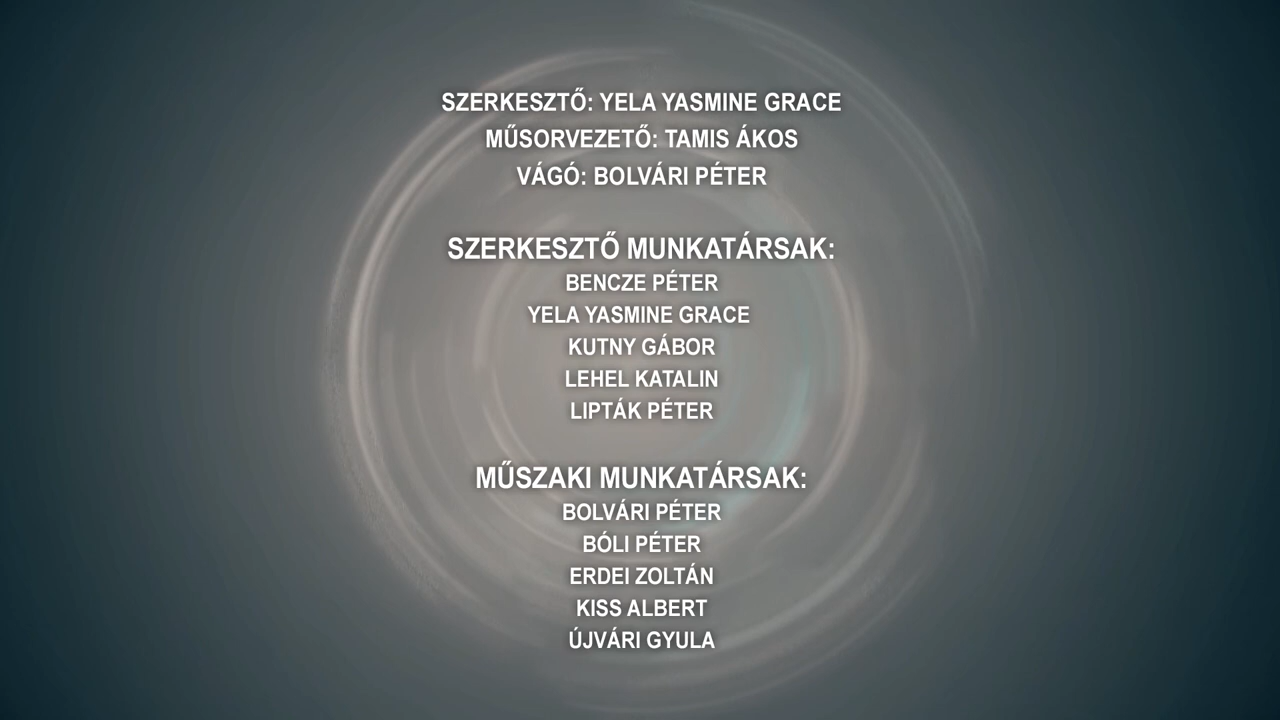 SZERKESZTŐ: YELA YASMINE GRACE
MŰSORVEZETŐ: TAMIS ÁKOS
VÁGÓ: BOLVÁRI PÉTER
SZERKESZTŐ MUNKATÁRSAK:
BENCZE PÉTER
YELA YASMINE GRACE
KUTNY GÁBOR
LEHEL KATALIN
LIPTÁK PÉTER
MŰSZAKI MUNKATÁRSAK:
BOLVÁRI PÉTER
BÓLI PÉTER
ERDEI ZOLTÁN
KISS ALBERT
ÚJVÁRI GYULA